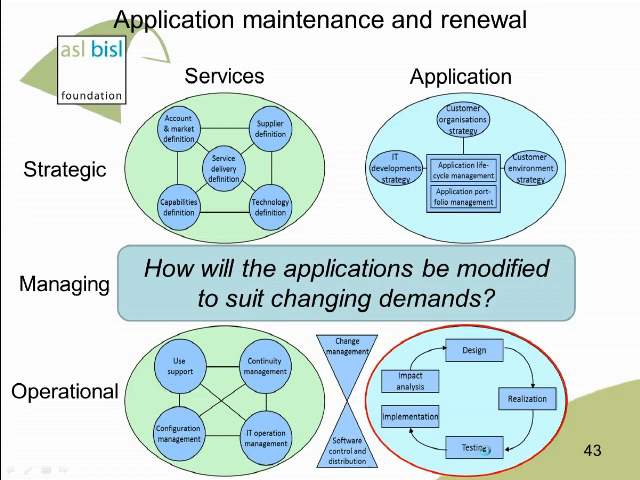 Application maintenance and renewal
asl bisl
foundation
Services
Application
Strategic
Account
& market
definition
Supplier
definition
Service
delivery
definition
Capabilities
definition
Technology
definition
Customer
organisations
strategy
IT
developments
strategy
Application life-
cycle management
Application port-
folio management
Customer
environment
strategy
Managing
How will the applications be modified
to suit changing demands?
Operational
Use
support
Continuity
management
Configuration
management
IT operation
management
Change
management
Software
control and
distribution
Design
Impact
analysis
Realization
Implementation
Testing
43